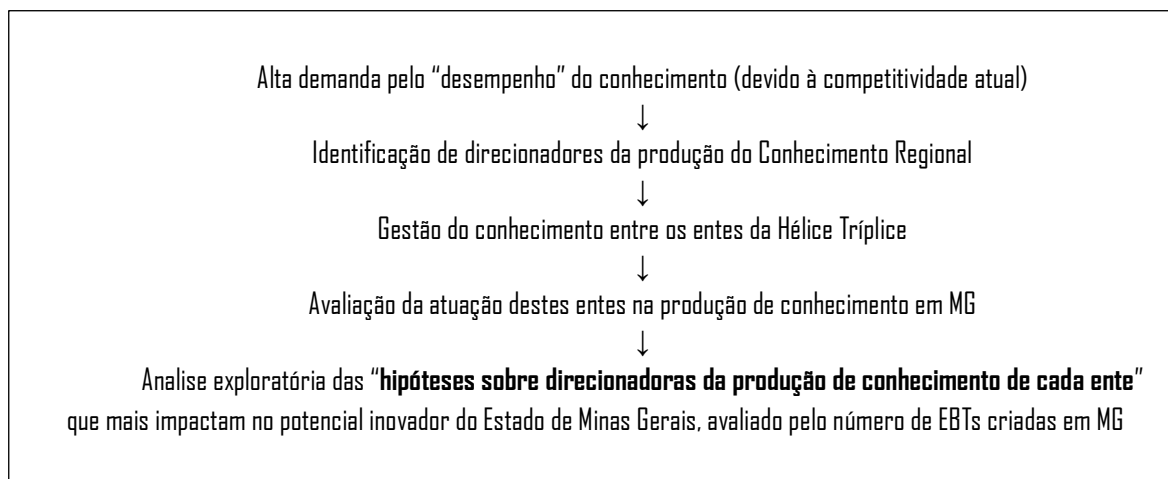 Alta demanda pelo “desempenho” do conhecimento (devido à competitividade atual)
↓
Identificação de direcionadores da produção do Conhecimento Regional
↓
Gestão do conhecimento entre os entes da Hélice Tríplice
↓
Avaliação da atuação destes entes na produção de conhecimento em MG
↓
Analise exploratória das “hipóteses sobre direcionadoras da produção de conhecimento de cada ente”
que mais impactam no potencial inovador do Estado de Minas Gerais, avaliado pelo número de EBTs criadas em MG